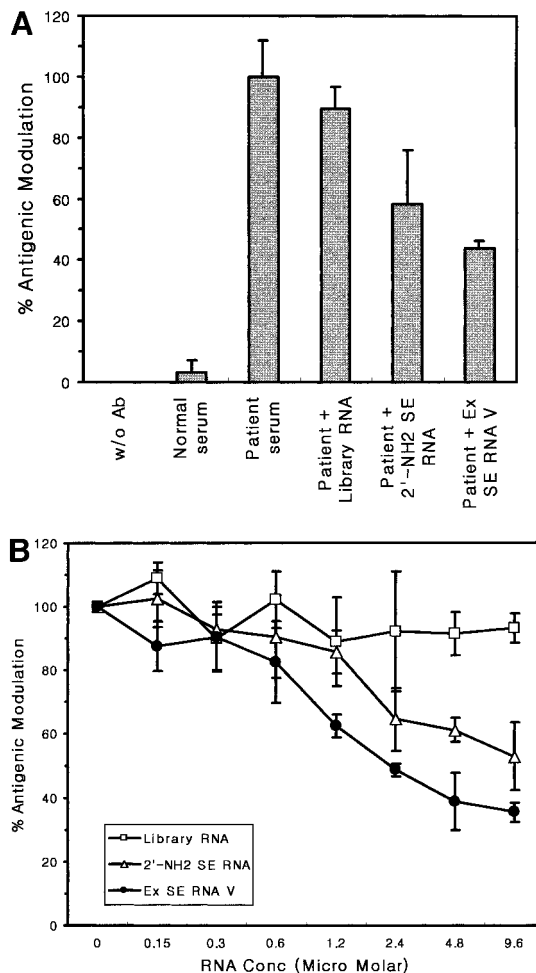 A
120
100
80
60
40
20
0
% Antigenic Modulation
w/o Ab
Normal
serum
Patient
serum
Patient +
Library RNA
Patient +
2'-NH2 SE
RNA
Patient + Ex
SE RNA V
B
120
100
80
60
40
20
0
% Antigenic Modulation
Library RNA
2'-NH2 SE RNA
Ex SE RNA V
0 0.15 0.3 0.6 1.2 2.4 4.8 9.6
RNA Conc (Micro Molar)